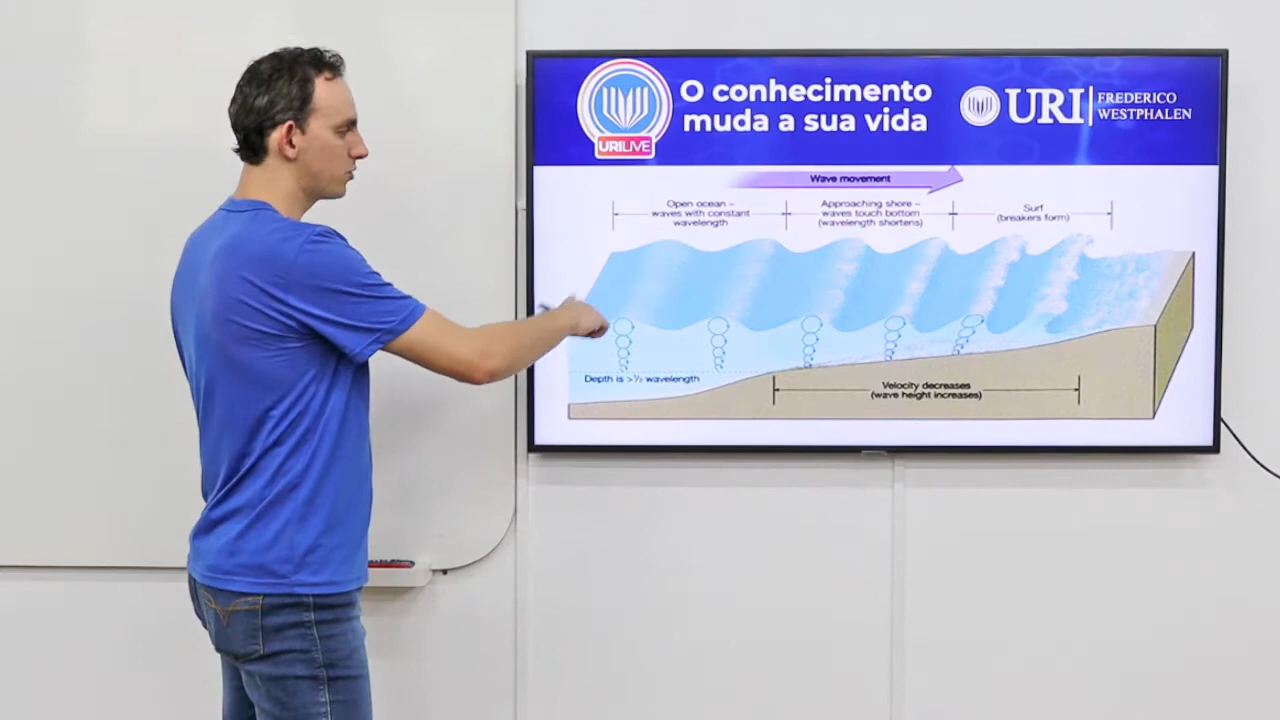 O conhecimento
muda a sua vida
URILIVE
URI
FREDERICO
WESTPHALEN
Wave movement
Open ocean –
waves with constant
wavelength
Approaching shore –
waves touch bottom
(wavelength shortens)
Surf
(breakers form)
Depth is >½ wavelength
Velocity decreases
(wave height increases)